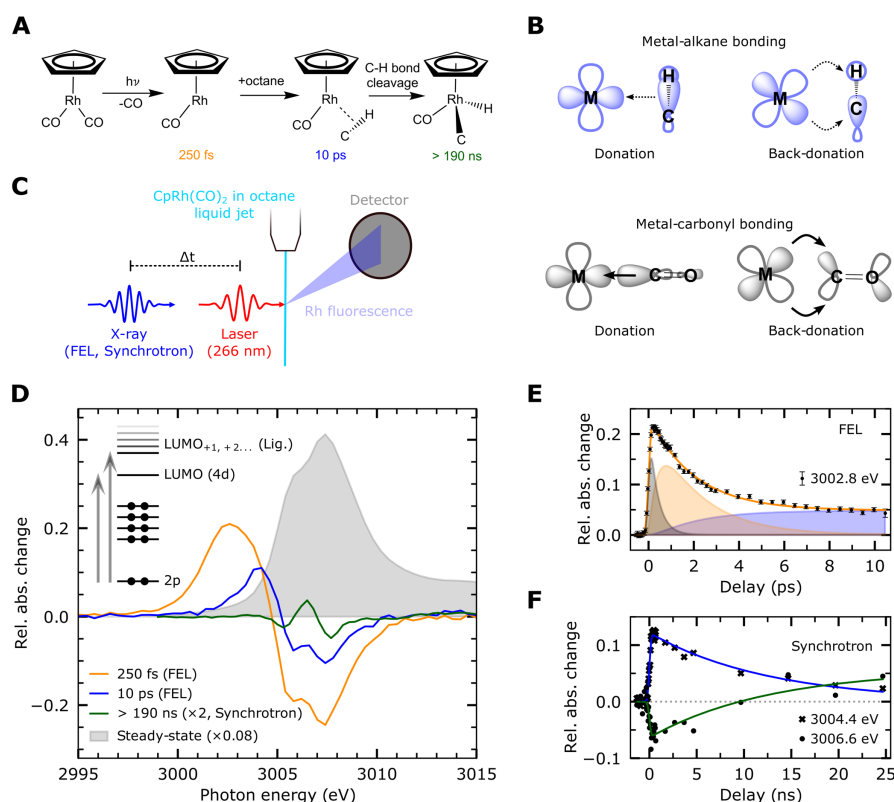 A
Rh
CO
CO
hν
-CO
Rh
CO
250 fs
+octane
Rh
CO
H
C
10 ps
C-H bond
cleavage
Rh
H
CO
C
> 190 ns
B
Metal-alkane bonding
M
H
C
Donation
M
H
C
Back-donation
Metal-carbonyl bonding
M
C
O
Donation
M
C
O
Back-donation
C
CpRh(CO)2 in octane
liquid jet
Detector
Δt
Rh fluorescence
X-ray
(FEL, Synchrotron)
Laser
(266 nm)
D
Rel. abs. change
0.4
0.2
0.0
−0.2
LUMO+1, +2... (Lig.)
LUMO (4d)
2p
250 fs (FEL)
10 ps (FEL)
> 190 ns (×2, Synchrotron)
Steady-state (×0.08)
2995
3000
3005
3010
3015
Photon energy (eV)
E
Rel. abs. change
0.2
0.1
0.0
FEL
3002.8 eV
0
2
4
6
8
10
Delay (ps)
F
Rel. abs. change
0.1
0.0
−0.1
Synchrotron
3004.4 eV
3006.6 eV
0
5
10
15
20
25
Delay (ns)